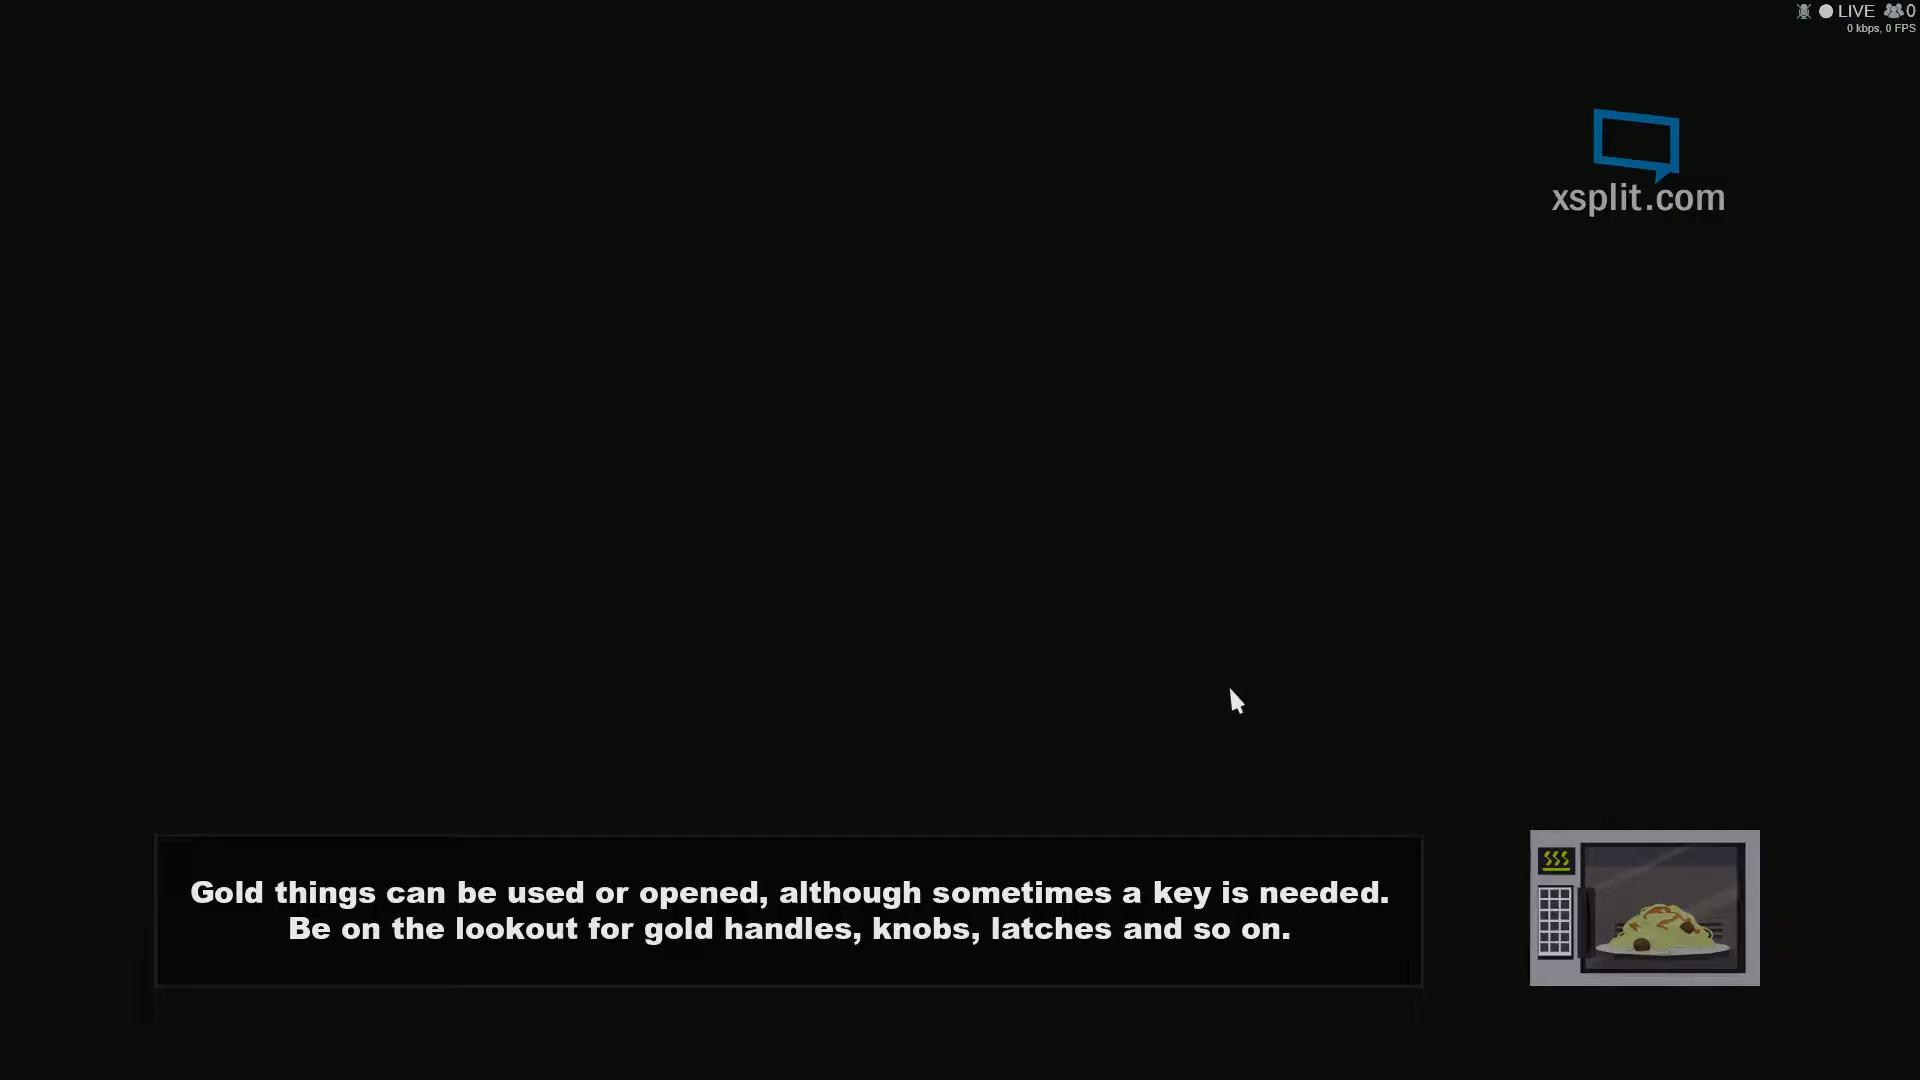 LIVE 0
0 kbps, 0 FPS
xsplit.com
Gold things can be used or opened, although sometimes a key is needed.
Be on the lookout for gold handles, knobs, latches and so on.